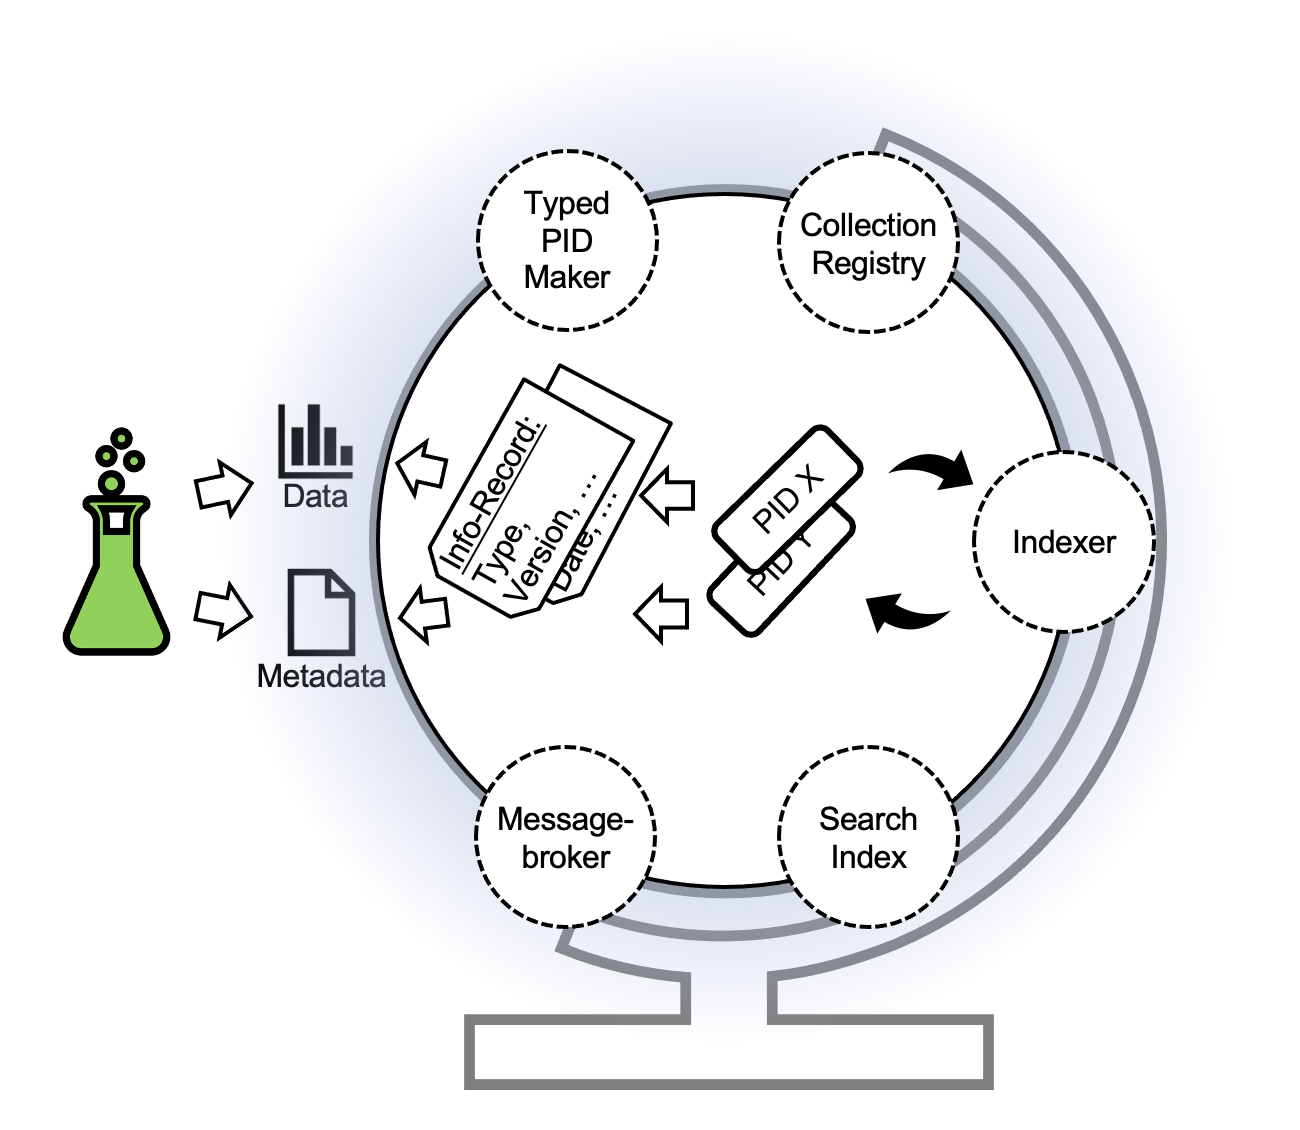 Typed
PID
Maker
Collection
Registry
Data
Metadata
Info-Record:
Type,
Version, ...
Date, ...
PID X
PID Y
Indexer
Message-
broker
Search
Index